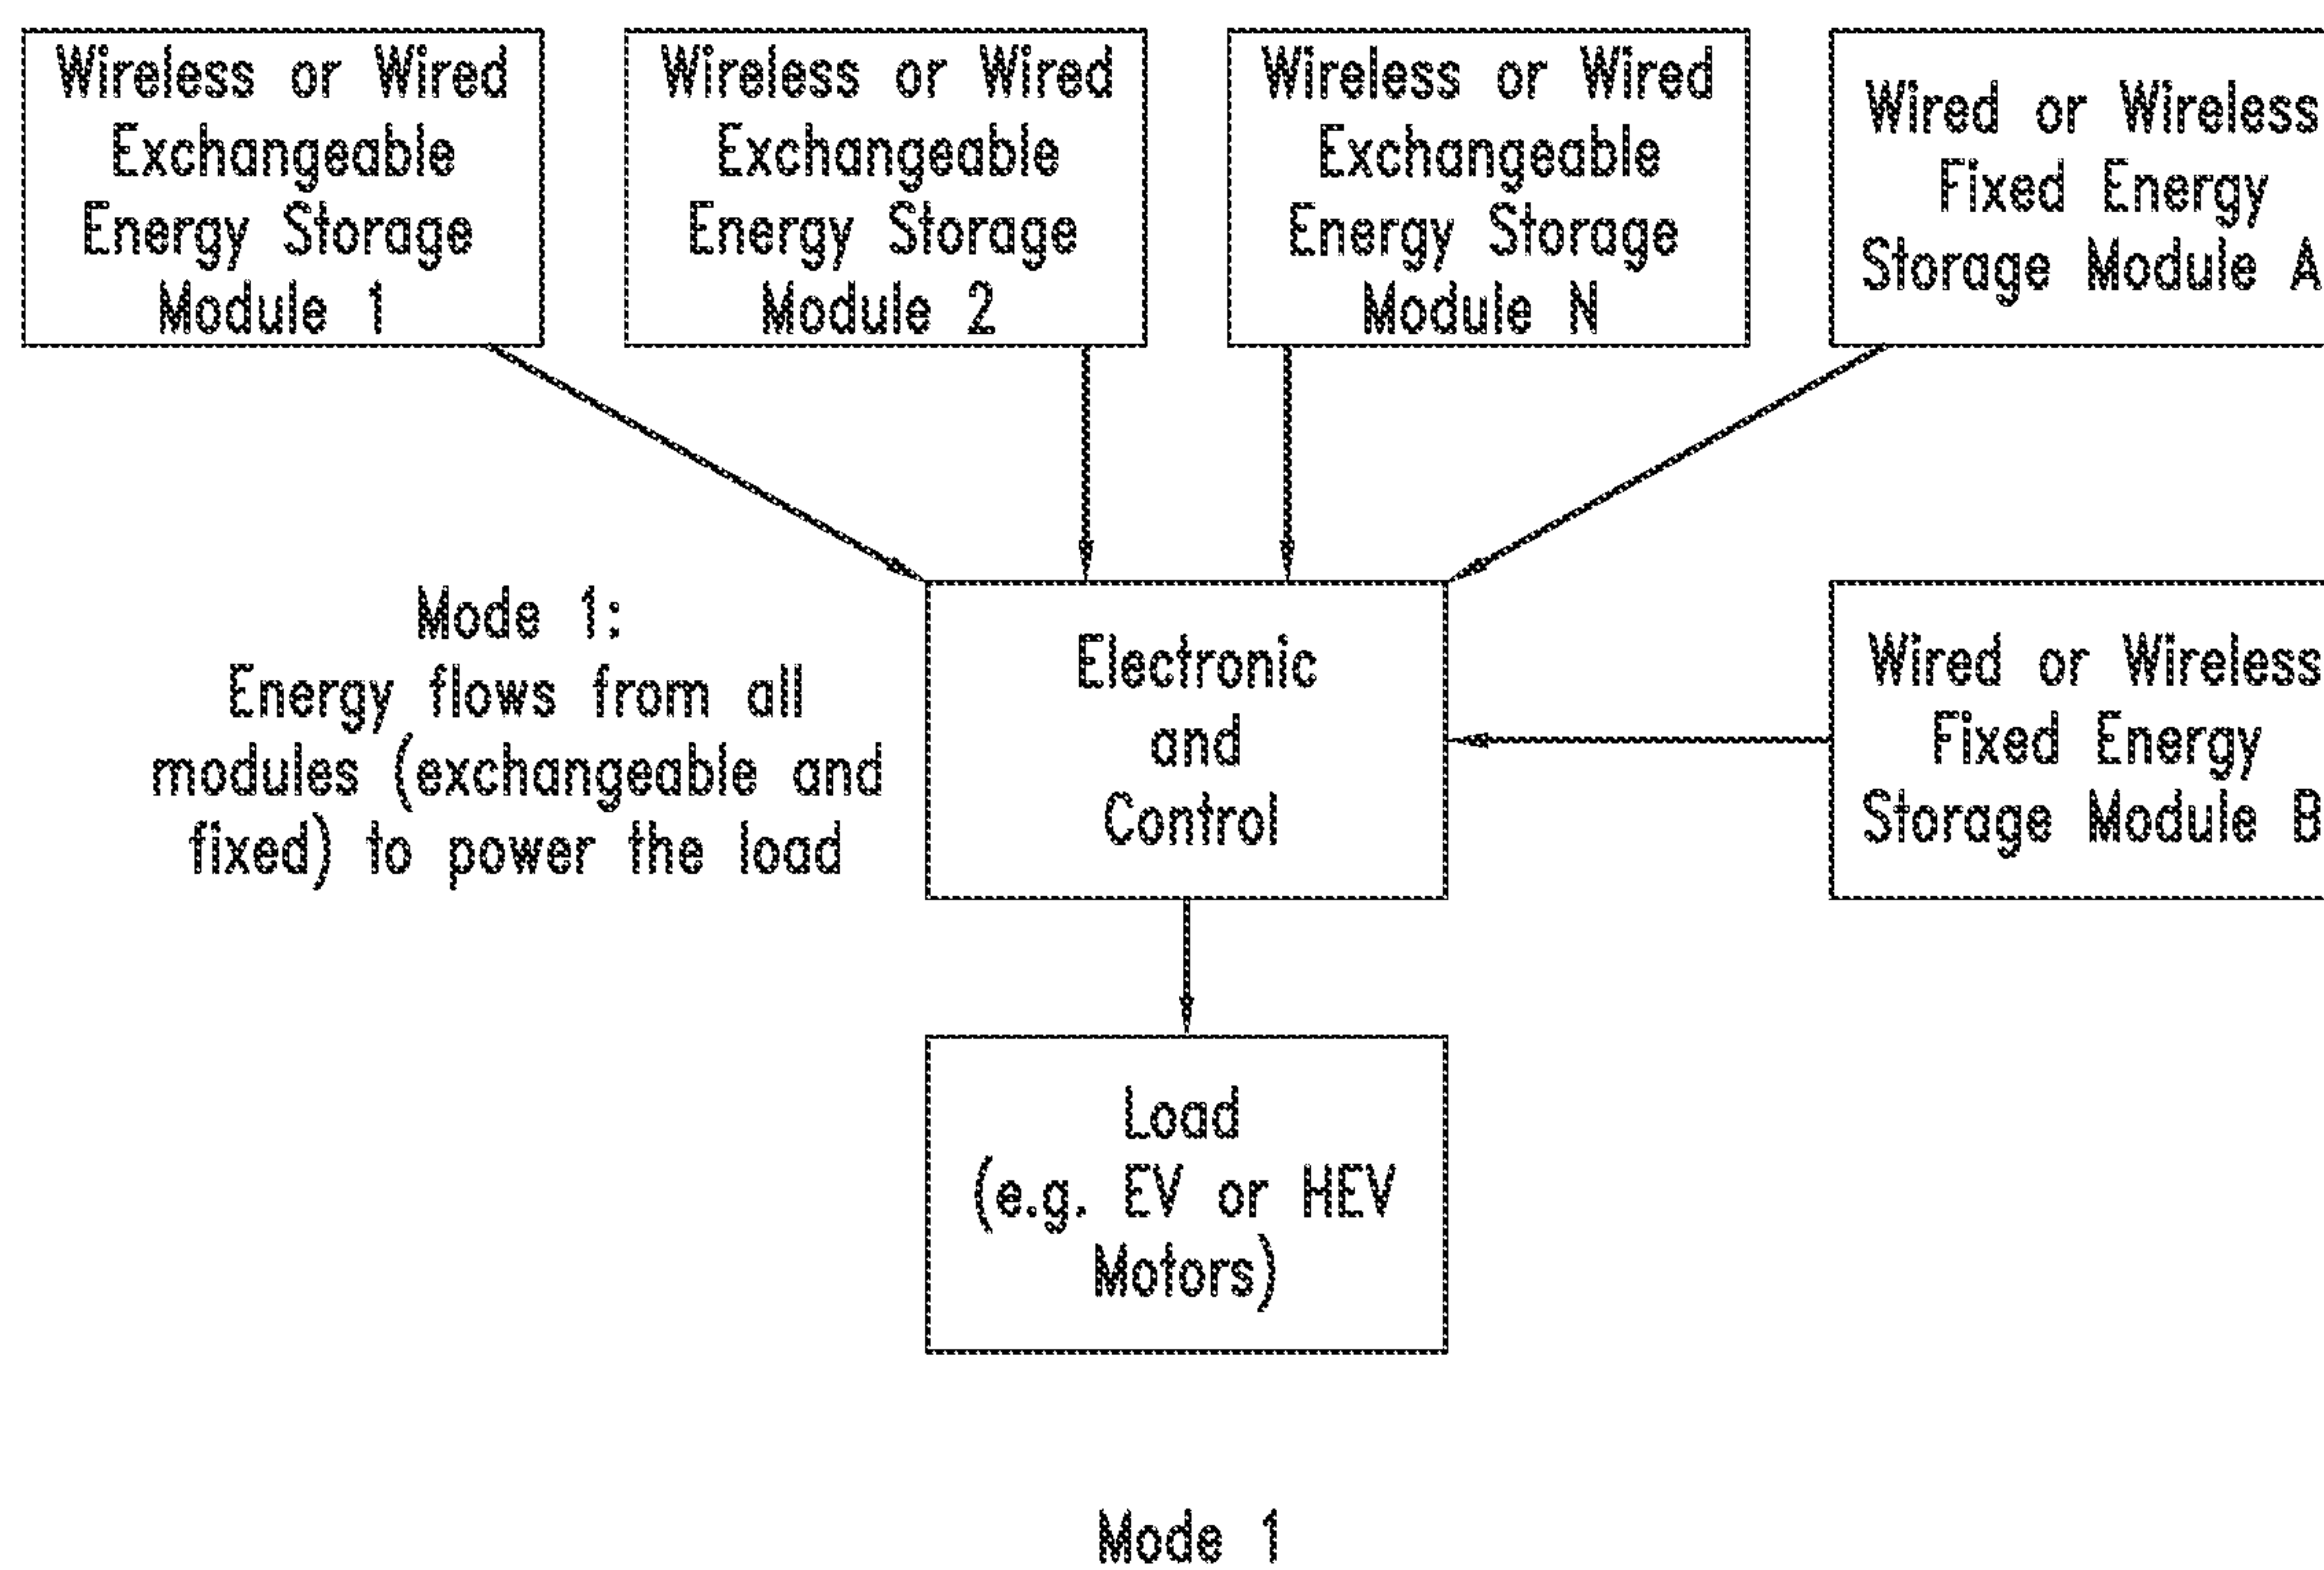 Wireless or Wired
Exchangeable
Energy Storage
Module 1
Wireless or Wired
Exchangeable
Energy Storage
Module 2
Wireless or Wired
Exchangeable
Energy Storage
Module N
Wired or Wireless
Fixed Energy
Storage Module A
Mode 1:
Energy flows from all
modules (exchangeable and
fixed) to power the load
Electronic
and
Control
Wired or Wireless
Fixed Energy
Storage Module B
Load
(e.g. EV or HEV
Motors)
Mode 1